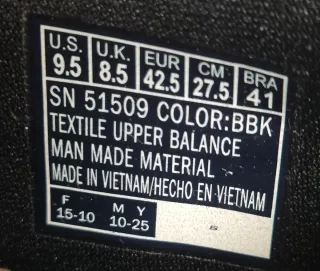 U.S. U.K. EUR CM BRA
9.5 8.5 42.5 27.5 41
SN 51509 COLOR:BBK
TEXTILE UPPER BALANCE
MAN MADE MATERIAL
MADE IN VIETNAM/HECHO EN VIETNAM
F M Y
15-10 10-25